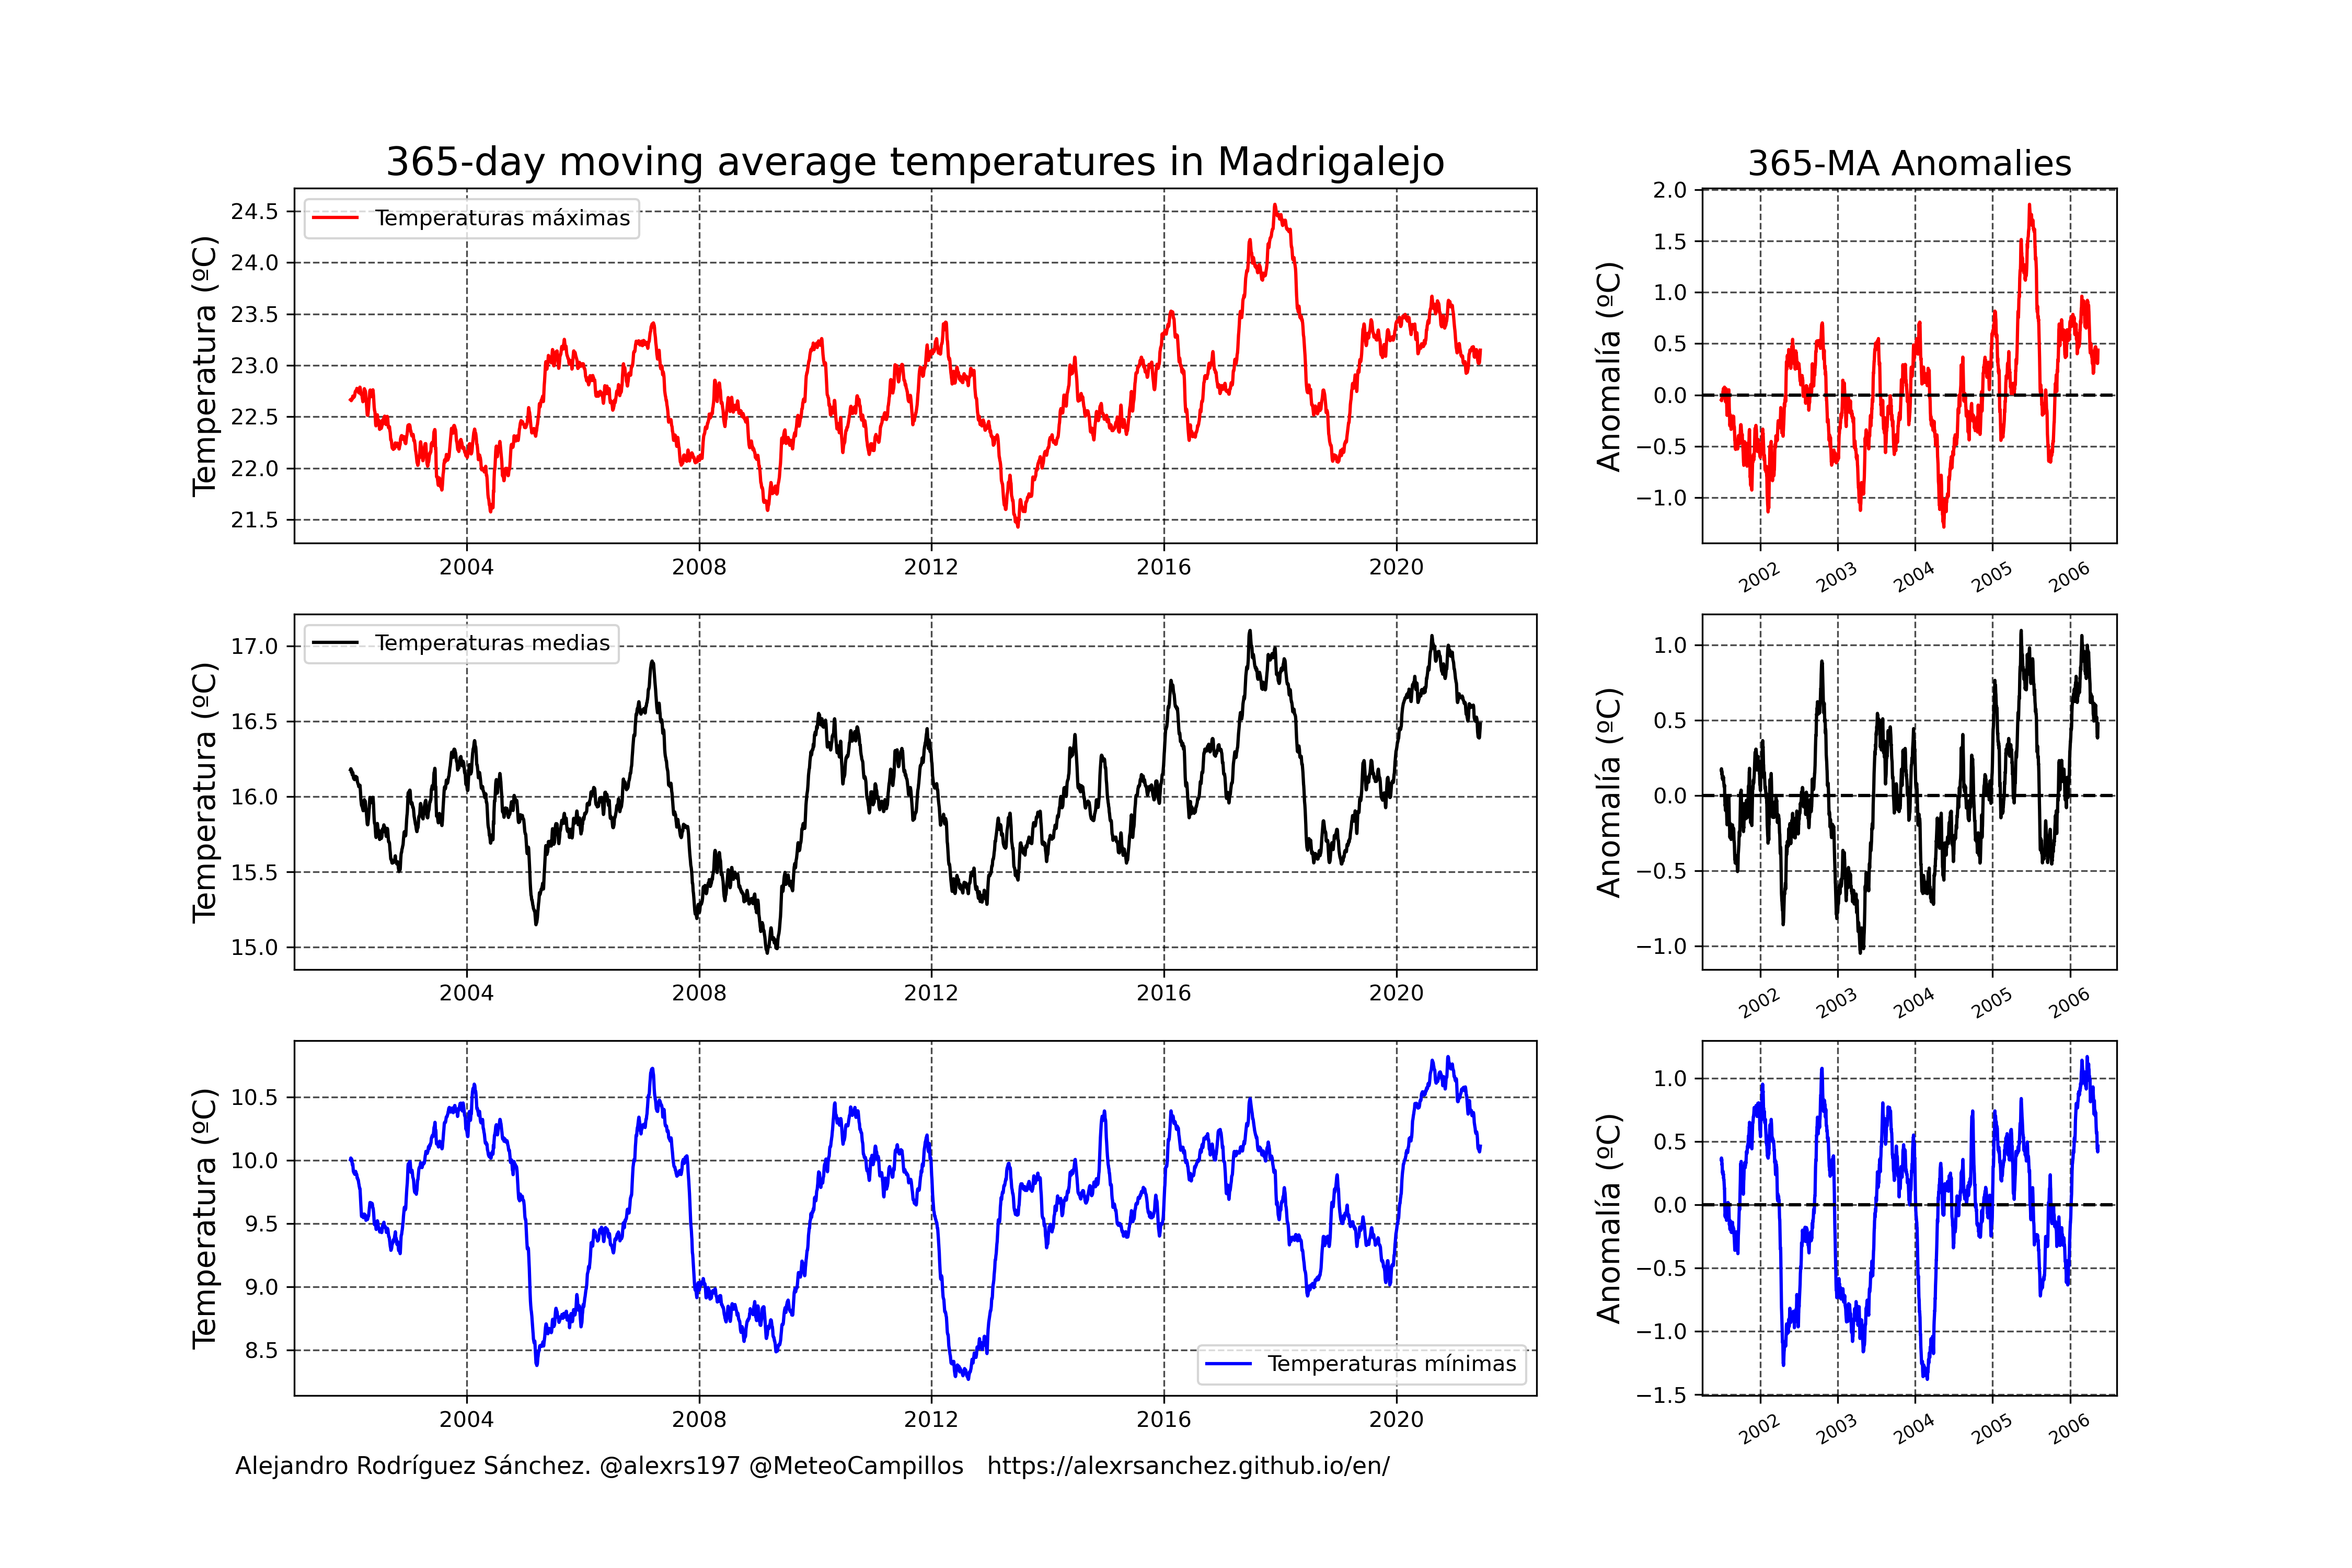 365-day moving average temperatures in Madrigalejo
365-MA Anomalies
Temperatura (ºC)
24.5
24.0
23.5
23.0
22.5
22.0
21.5
Temperaturas máximas
2004 2008 2012 2016 2020
Anomalía (ºC)
2.0
1.5
1.0
0.5
0.0
−0.5
−1.0
2002 2003 2004 2005 2006
Temperatura (ºC)
17.0
16.5
16.0
15.5
15.0
Temperaturas medias
2004 2008 2012 2016 2020
Anomalía (ºC)
1.0
0.5
0.0
−0.5
−1.0
2002 2003 2004 2005 2006
Temperatura (ºC)
10.5
10.0
9.5
9.0
8.5
Temperaturas mínimas
2004 2008 2012 2016 2020
Anomalía (ºC)
1.0
0.5
0.0
−0.5
−1.0
−1.5
2002 2003 2004 2005 2006
Alejandro Rodríguez Sánchez. @alexrs197 @MeteoCampillos https://alexrsanchez.github.io/en/